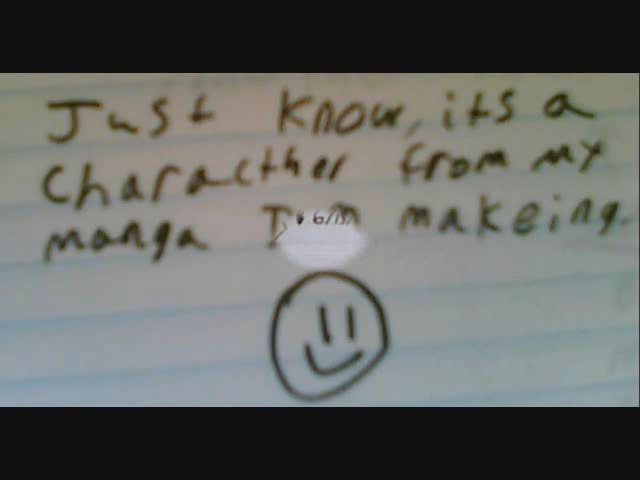 Just know, its a
characther from my
manga I'm makeing.